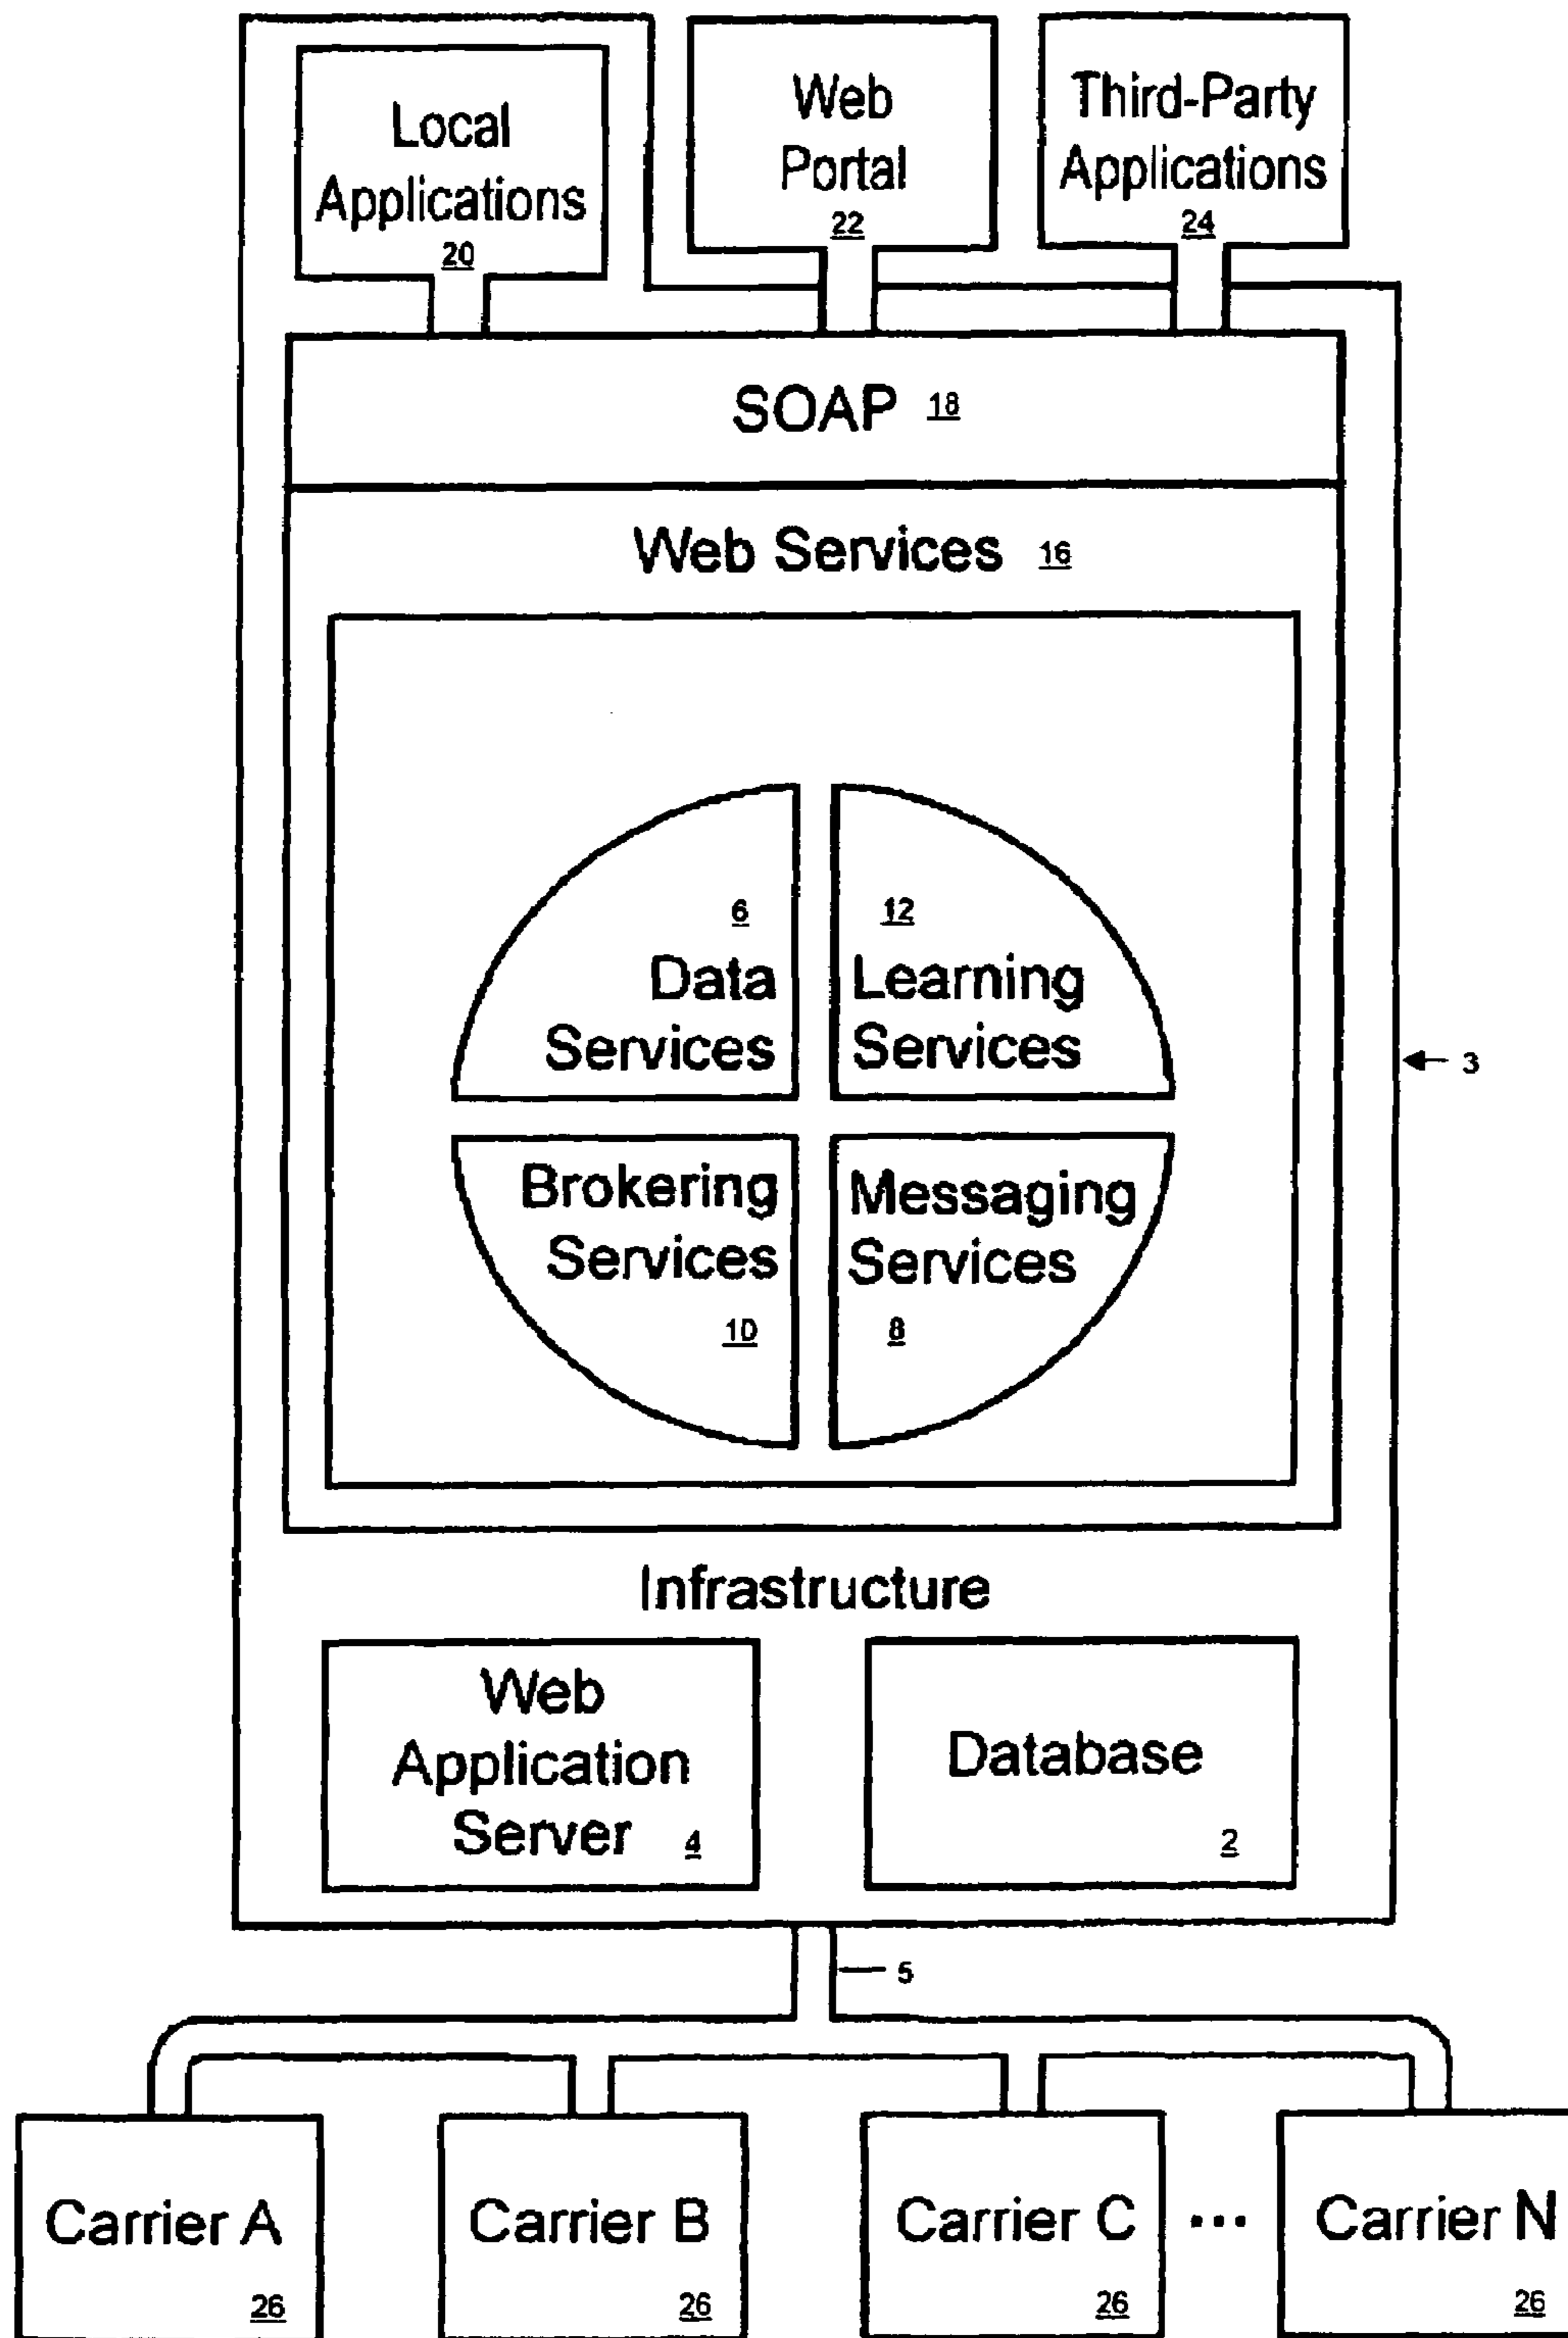 Local
Applications
20
Web
Portal
22
Third-Party
Applications
24
SOAP 18
Web Services 16
6
Data
Services
12
Learning
Services
3
Brokering
Services
10
Messaging
Services
8
Infrastructure
Web
Application
Server 4
Database
2
5
Carrier A
26
Carrier B
26
Carrier C
26
...
Carrier N
26